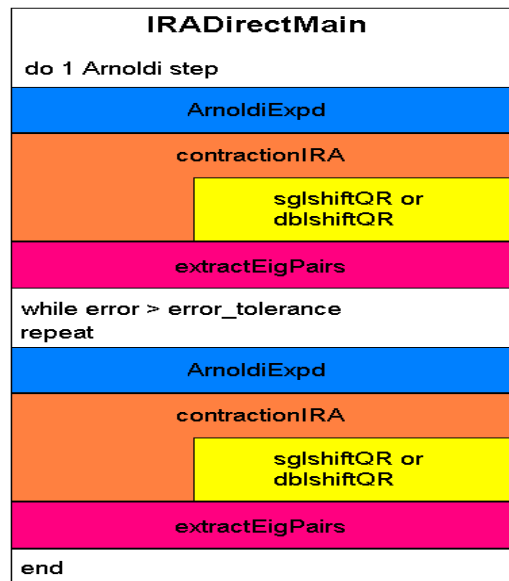 IRADirectMain
do 1 Arnoldi step
ArnoldiExpd
contractionIRA
sglshiftQR or
dblshiftQR
extractEigPairs
while error > error_tolerance
repeat
ArnoldiExpd
contractionIRA
sglshiftQR or
dblshiftQR
extractEigPairs
end